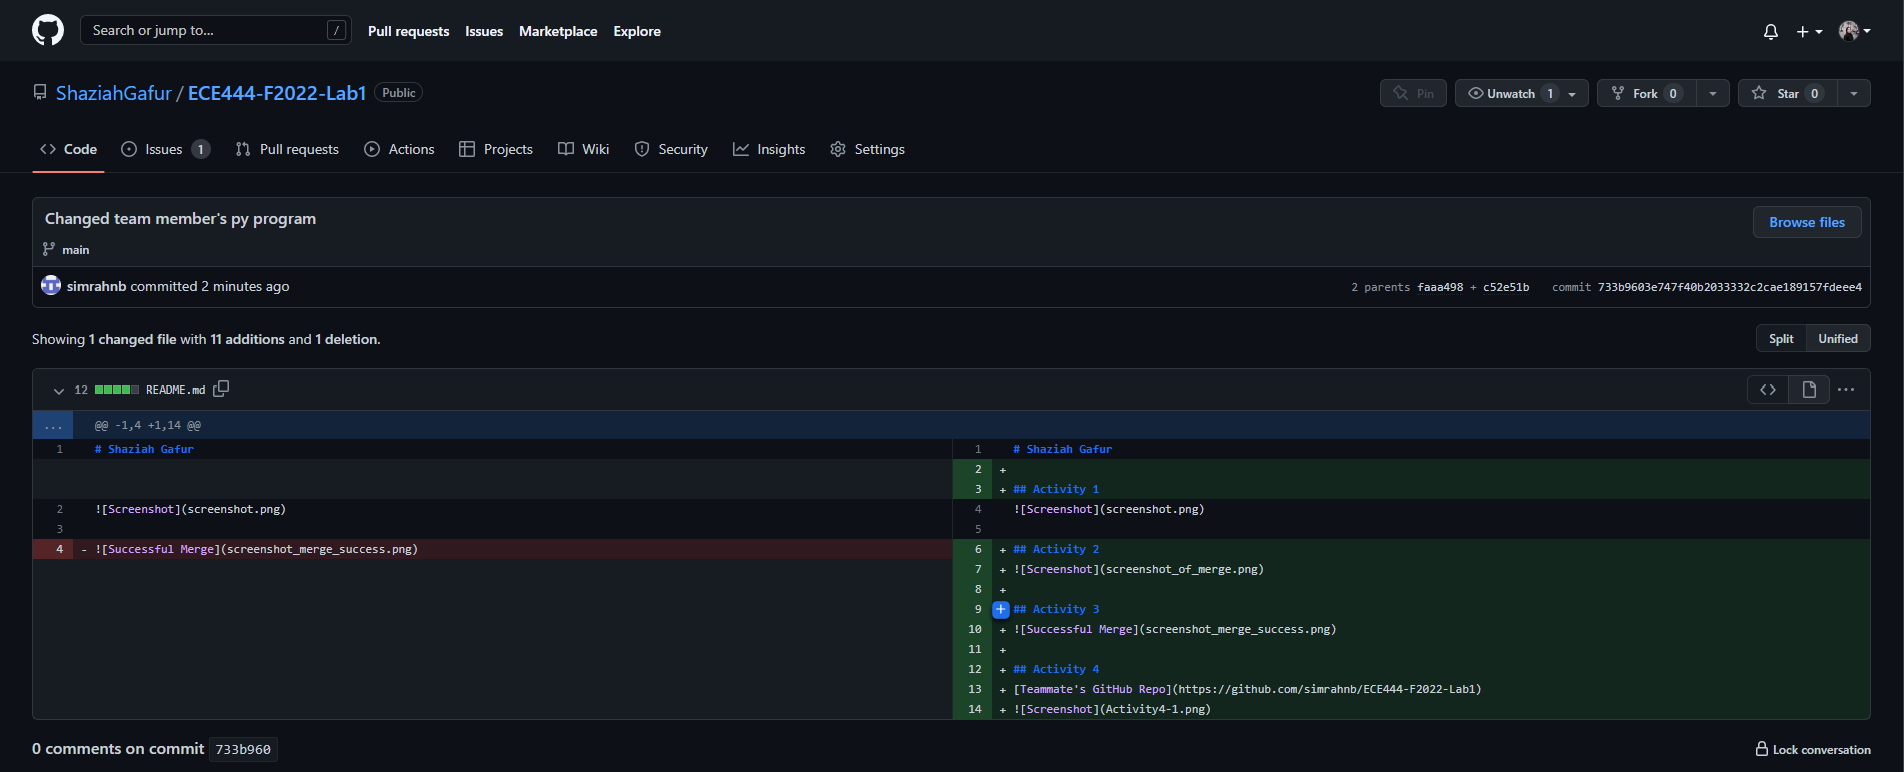 Search or jump to... /
Pull requests Issues Marketplace Explore
ShaziahGafur / ECE444-F2022-Lab1 Public
Pin Unwatch 1 Fork 0 Star 0
Code Issues 1 Pull requests Actions Projects Wiki Security Insights Settings
Changed team member's py program
Browse files
main
simrahnb committed 2 minutes ago
2 parents faaa498 + c52e51b commit 733b9603e747f40b2033332c2cae189157fdeee4
Showing 1 changed file with 11 additions and 1 deletion.
Split Unified
12 README.md
... @@ -1,4 +1,14 @@
1 # Shaziah Gafur
2 ![Screenshot](screenshot.png)
3
4 - ![Successful Merge](screenshot_merge_success.png)
1 # Shaziah Gafur
2 +
3 + ## Activity 1
4 ![Screenshot](screenshot.png)
5
6 + ## Activity 2
7 + ![Screenshot](screenshot_of_merge.png)
8 +
9 + ## Activity 3
10 + ![Successful Merge](screenshot_merge_success.png)
11 +
12 + ## Activity 4
13 + [Teammate's GitHub Repo](https://github.com/simrahnb/ECE444-F2022-Lab1)
14 + ![Screenshot](Activity4-1.png)
0 comments on commit 733b960
Lock conversation